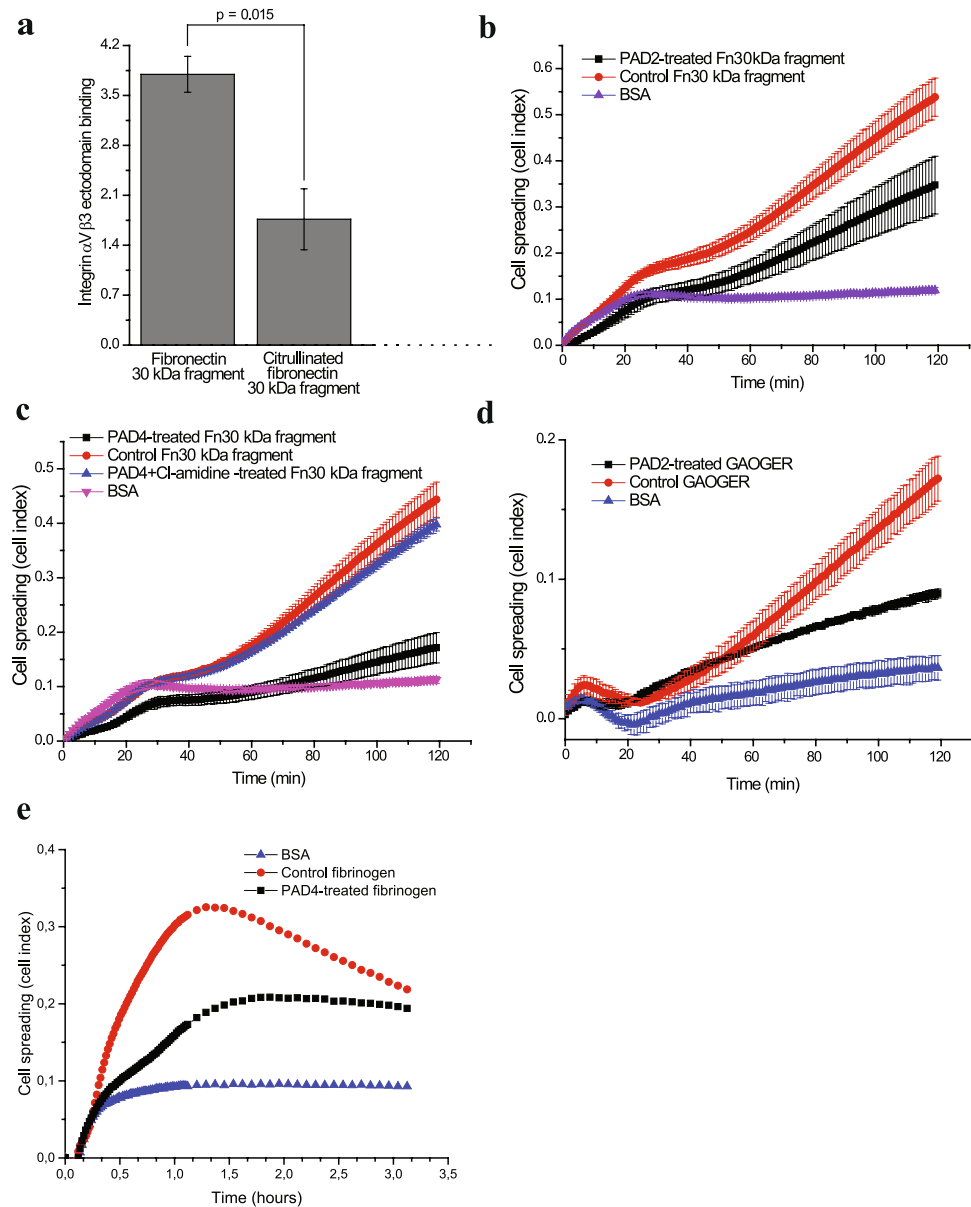 a
p = 0.015
Integrin αV β3 ectodomain binding
4.2
3.5
2.8
2.1
1.4
0.7
0.0
Fibronectin
30 kDa fragment
Citrullinated
fibronectin
30 kDa fragment
b
PAD2-treated Fn30kDa fragment
Control Fn30 kDa fragment
BSA
Cell spreading (cell index)
0.6
0.5
0.4
0.3
0.2
0.1
0.0
0 20 40 60 80 100 120
Time (min)
c
PAD4-treated Fn30 kDa fragment
Control Fn30 kDa fragment
PAD4+Cl-amidine -treated Fn30 kDa fragment
BSA
Cell spreading (cell index)
0.5
0.4
0.3
0.2
0.1
0.0
0 20 40 60 80 100 120
Time (min)
d
PAD2-treated GAOGER
Control GAOGER
BSA
Cell spreading (cell index)
0.2
0.1
0.0
0 20 40 60 80 100 120
Time (min)
e
BSA
Control fibrinogen
PAD4-treated fibrinogen
Cell spreading (cell index)
0,4
0,3
0,2
0,1
0,0
0,0 0,5 1,0 1,5 2,0 2,5 3,0 3,5
Time (hours)